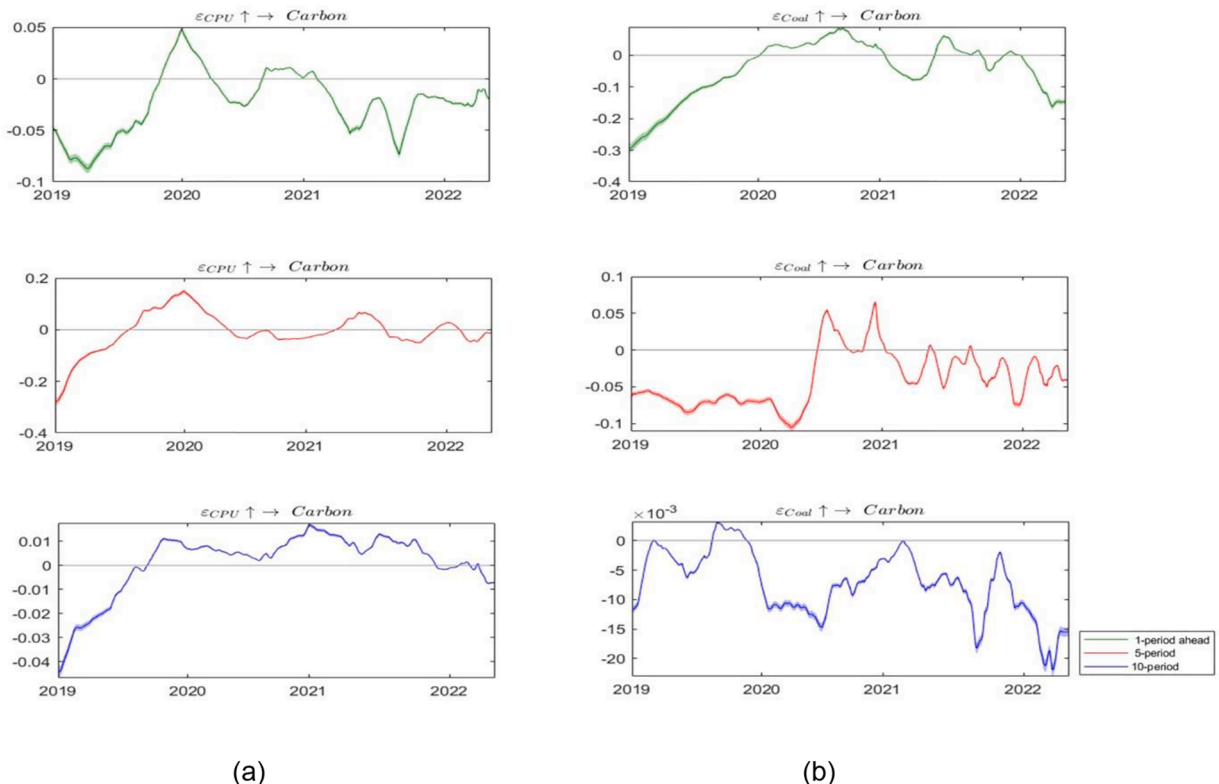 ε_CPU ↑ → Carbon
0.05
0
-0.05
-0.1
2019 2020 2021 2022
ε_Coal ↑ → Carbon
0
-0.1
-0.2
-0.3
-0.4
2019 2020 2021 2022
ε_CPU ↑ → Carbon
0.2
0
-0.2
-0.4
2019 2020 2021 2022
ε_Coal ↑ → Carbon
0.1
0.05
0
-0.05
-0.1
2019 2020 2021 2022
ε_CPU ↑ → Carbon
0.01
0
-0.01
-0.02
-0.03
-0.04
2019 2020 2021 2022
ε_Coal ↑ → Carbon
×10^-3
0
-5
-10
-15
-20
2019 2020 2021 2022
1-period ahead
5-period
10-period
(a) (b)